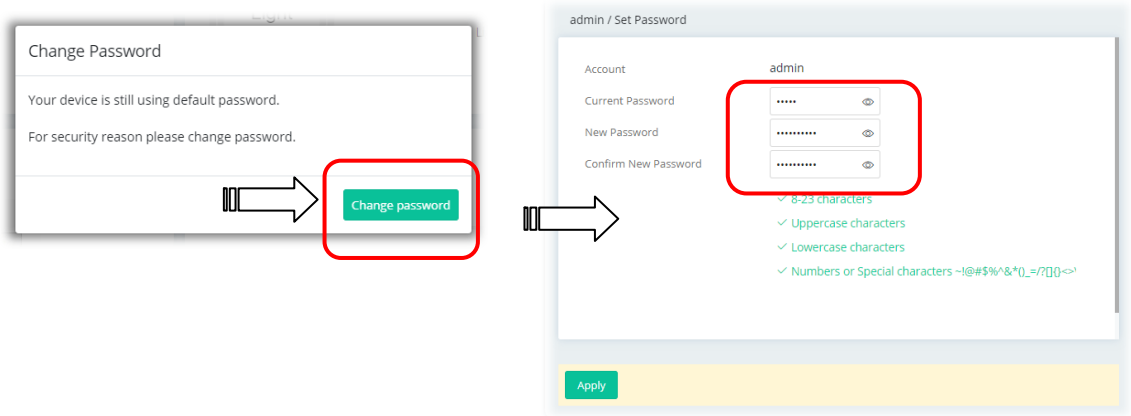 Light
Change Password
Your device is still using default password.
For security reason please change password.
Change password
admin / Set Password
Account admin
Current Password •••••
New Password ••••••••••
Confirm New Password ••••••••••
✓ 8-23 characters
✓ Uppercase characters
✓ Lowercase characters
✓ Numbers or Special characters ~!@#$%^&*()_=/?[]{}<>'
Apply